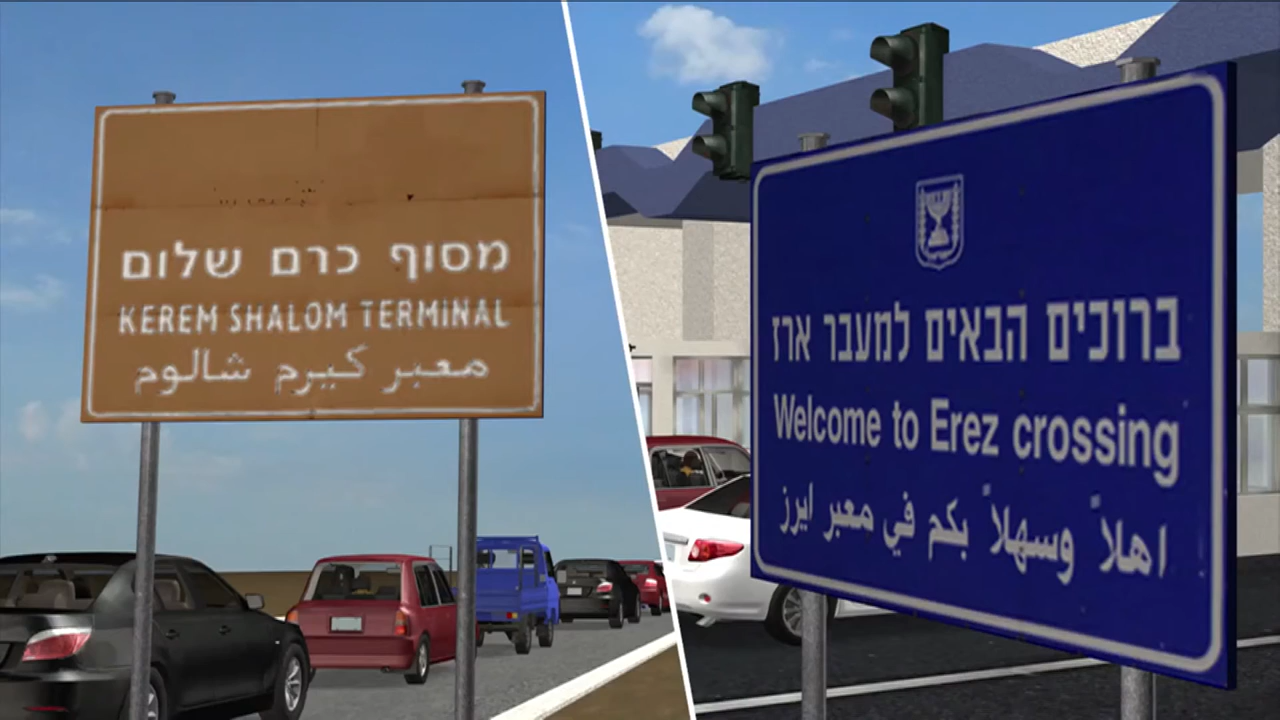 מסוף כרם שלום
KEREM SHALOM TERMINAL
معبر كيرم شالوم
ברוכים הבאים למעבר ארז
Welcome to Erez crossing
اهلاً وسهلاً بكم في معبر ايرز